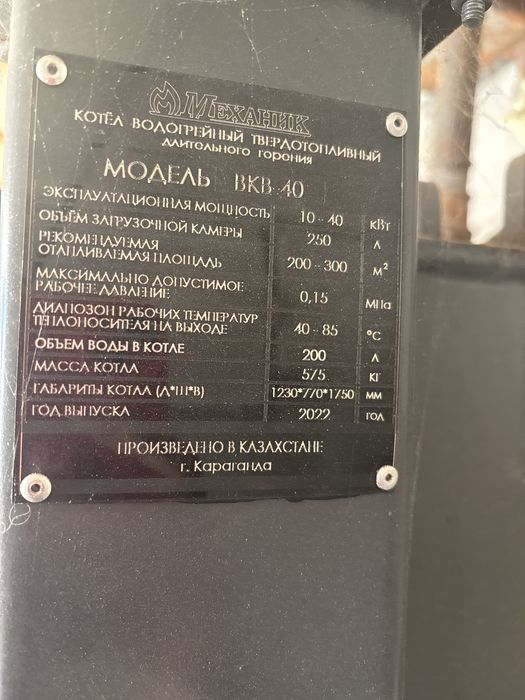 МЕХАНИК
КОТЁЛ ВОДОГРЕЙНЫЙ ТВЕРДОТОПЛИВНЫЙ
длительного горения
МОДЕЛЬ ВКВ-40
ЭКСПЛУАТАЦИОННАЯ МОЩНОСТЬ 10 - 40 кВт
ОБЪЁМ ЗАГРУЗОЧНОЙ КАМЕРЫ 250 Л
РЕКОМЕНДУЕМАЯ
ОТАПЛИВАЕМАЯ ПЛОЩАДЬ 200 - 300 м²
МАКСИМАЛЬНО ДОПУСТИМОЕ
РАБОЧЕЕ ДАВЛЕНИЕ 0,15 МПа
ДИАПОЗОН РАБОЧИХ ТЕМПЕРАТУР
ТЕПЛОНОСИТЕЛЯ НА ВЫХОДЕ 40 - 85 °С
ОБЪЕМ ВОДЫ В КОТЛЕ 200 Л
МАССА КОТЛА 575 КГ
ГАБАРИТЫ КОТЛА (Д*Ш*В) 1230*770*1750 ММ
ГОД ВЫПУСКА 2022 ГОД
ПРОИЗВЕДЕНО В КАЗАХСТАНЕ
г. Караганда